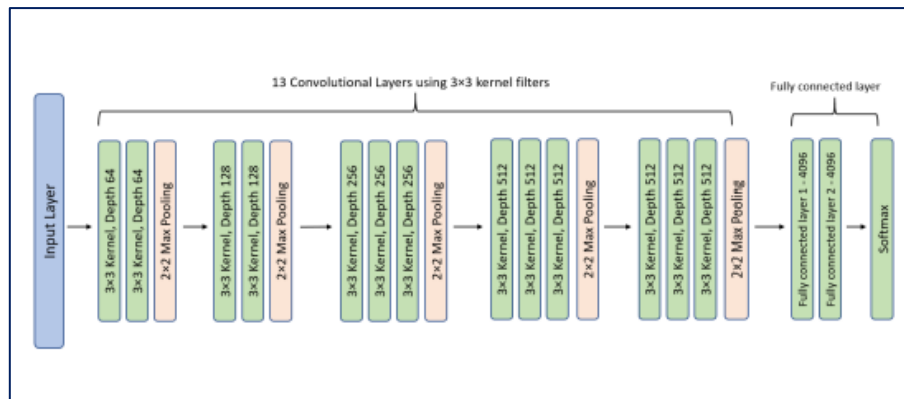 13 Convolutional Layers using 3×3 kernel filters
Fully connected layer
Input Layer
3×3 Kernel, Depth 64
3×3 Kernel, Depth 64
2×2 Max Pooling
3×3 Kernel, Depth 128
3×3 Kernel, Depth 128
2×2 Max Pooling
3×3 Kernel, Depth 256
3×3 Kernel, Depth 256
3×3 Kernel, Depth 256
2×2 Max Pooling
3×3 Kernel, Depth 512
3×3 Kernel, Depth 512
3×3 Kernel, Depth 512
2×2 Max Pooling
3×3 Kernel, Depth 512
3×3 Kernel, Depth 512
3×3 Kernel, Depth 512
2×2 Max Pooling
Fully connected layer 1 - 4096
Fully connected layer 2 - 4096
Softmax